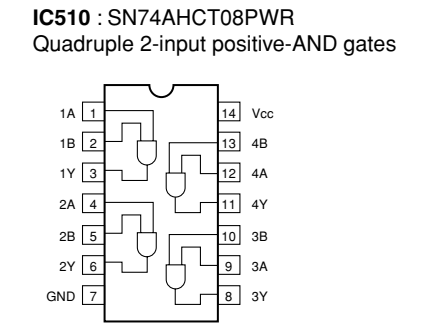 IC510 : SN74AHCT08PWR
Quadruple 2-input positive-AND gates
1A 1 14 Vcc
1B 2 13 4B
1Y 3 12 4A
2A 4 11 4Y
2B 5 10 3B
2Y 6 9 3A
GND 7 8 3Y